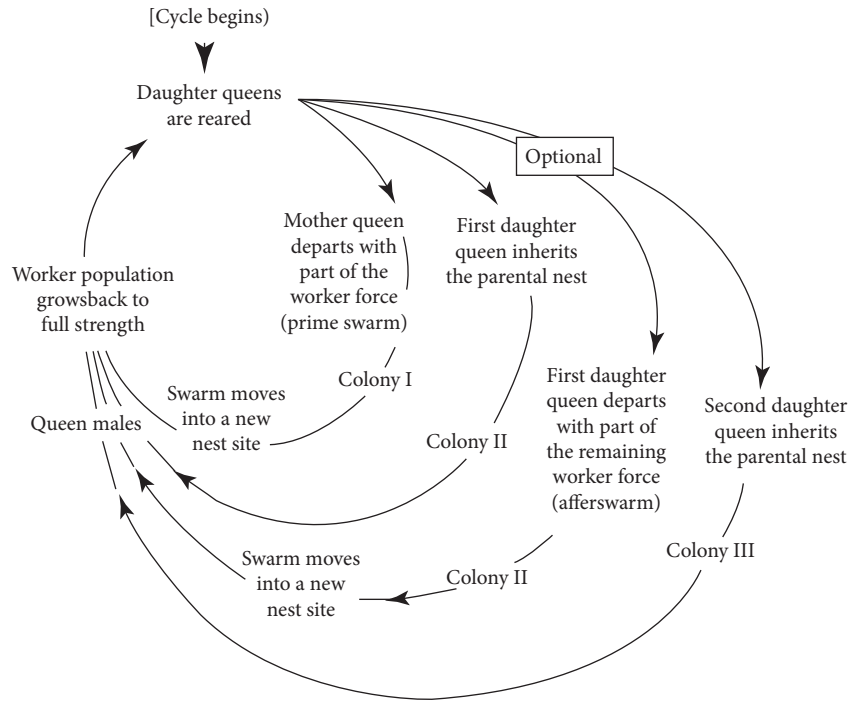 [Cycle begins)
Daughter queens
are reared
Optional
Mother queen
departs with
part of the
worker force
(prime swarm)
First daughter
queen inherits
the parental nest
Worker population
growsback to
full strength
Colony I
Swarm moves
into a new
nest site
Queen males
Colony II
First daughter
queen departs
with part of
the remaining
worker force
(afferswarm)
Second daughter
queen inherits
the parental nest
Colony III
Swarm moves
into a new
nest site
Colony II